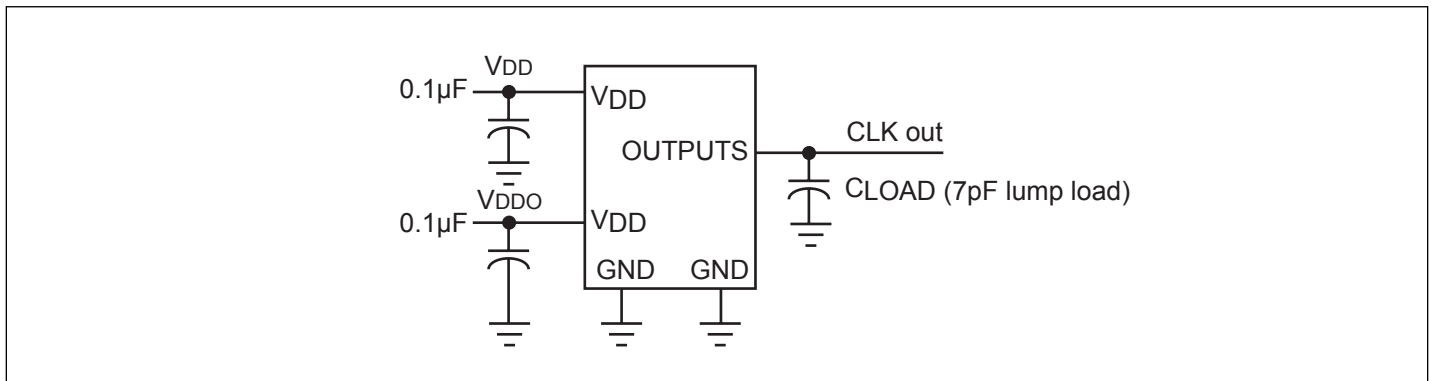 VDD
0.1µF
VDD
OUTPUTS
CLK out
CLOAD (7pF lump load)
VDDO
0.1µF
VDD
GND GND